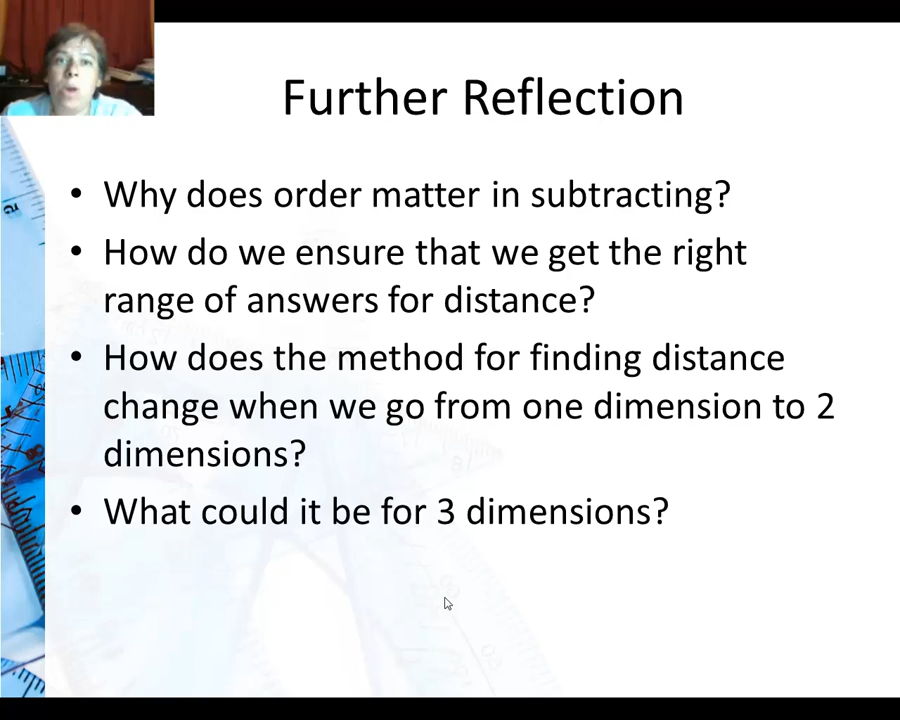 Further Reflection
• Why does order matter in subtracting?
• How do we ensure that we get the right
range of answers for distance?
• How does the method for finding distance
change when we go from one dimension to 2
dimensions?
• What could it be for 3 dimensions?